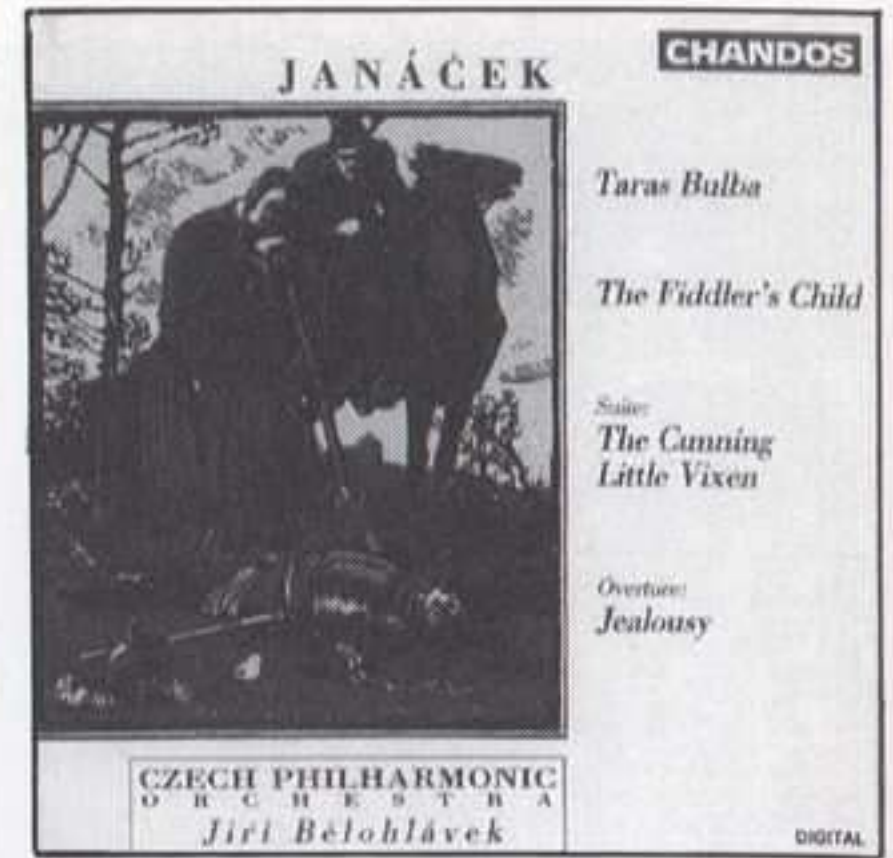 CHANDOS
JANÁČEK
Taras Bulba
The Fiddler's Child
Suite:
The Cunning
Little Vixen
Overture:
Jealousy
CZECH PHILHARMONIC
ORCHESTRA
Jiří Bělohlávek
DIGITAL